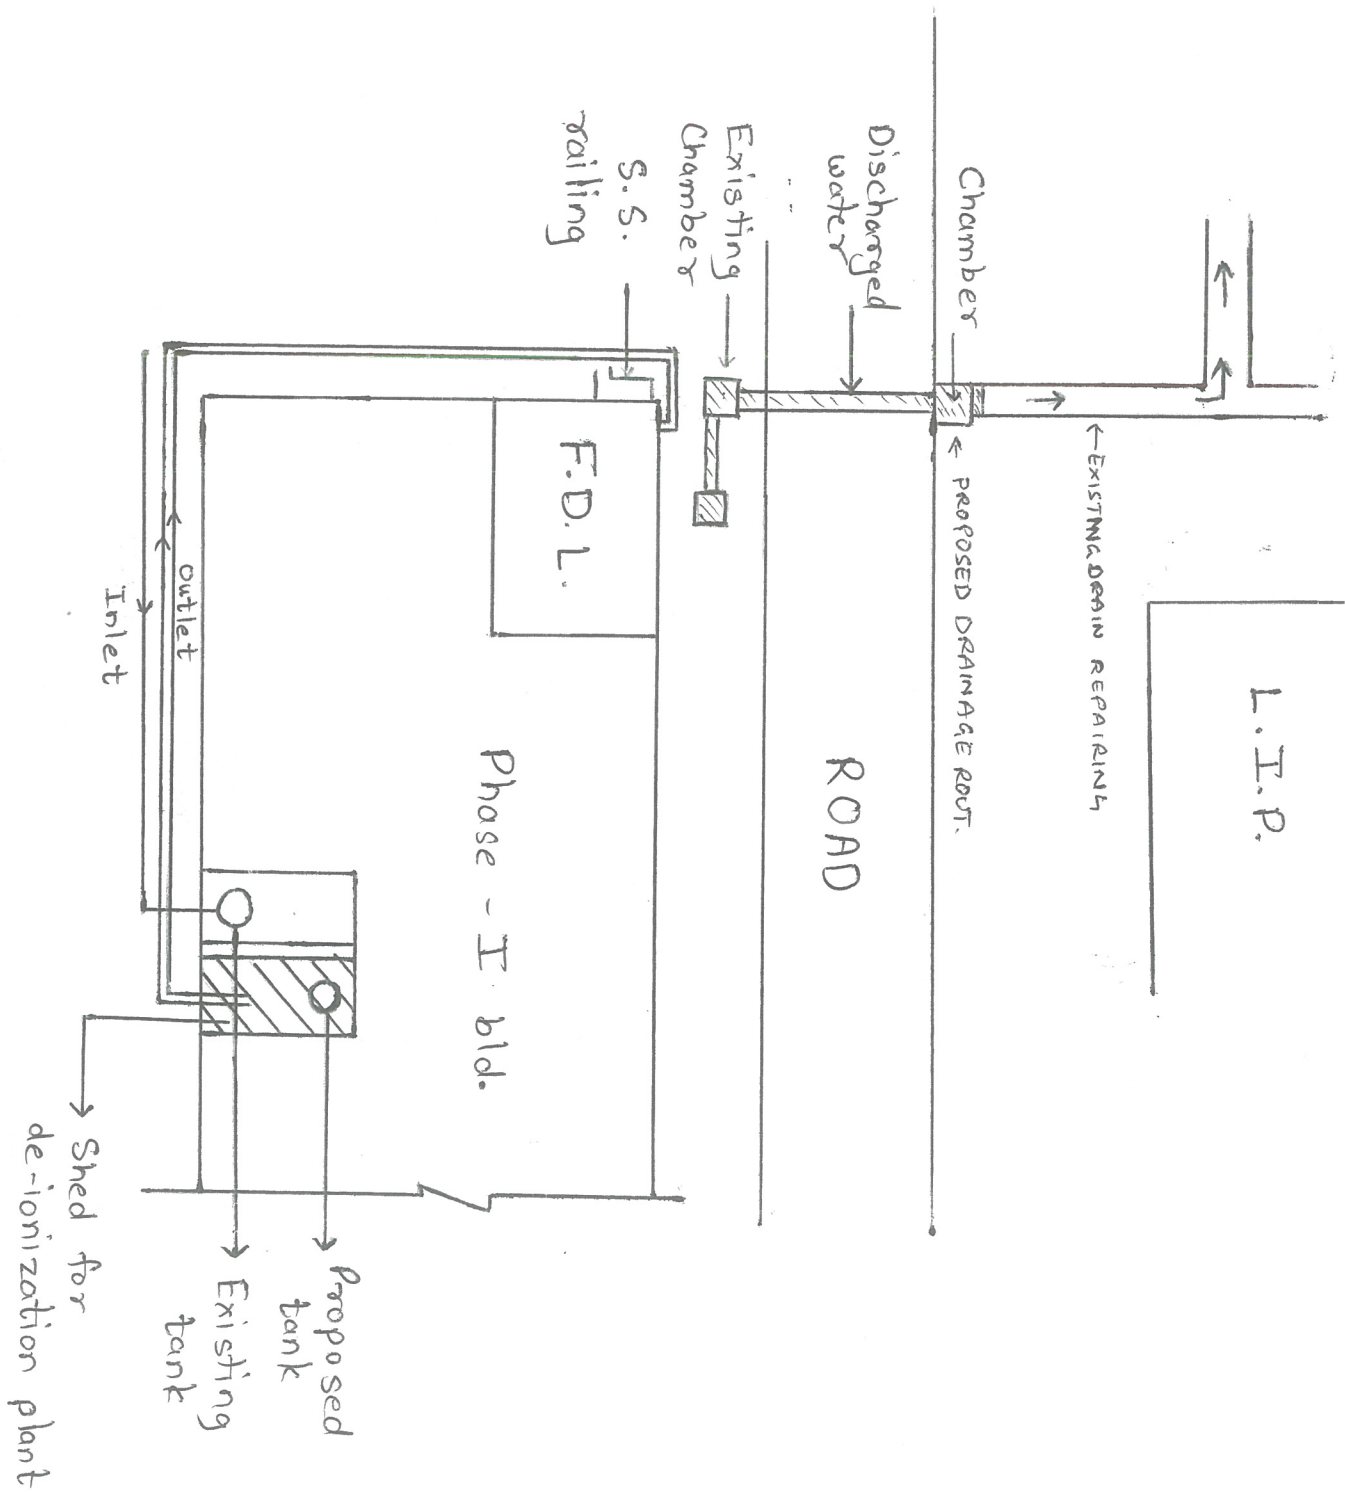 L.I.P.
← EXISTING DRAIN REPAIRING
Chamber
← PROPOSED DRAINAGE ROUT.
Discharged
water
ROAD
Existing
Chamber
S.S.
railing
F.D.L.
Phase-I bld.
outlet
Inlet
Proposed
tank
Existing
tank
Shed for
de-ionization plant